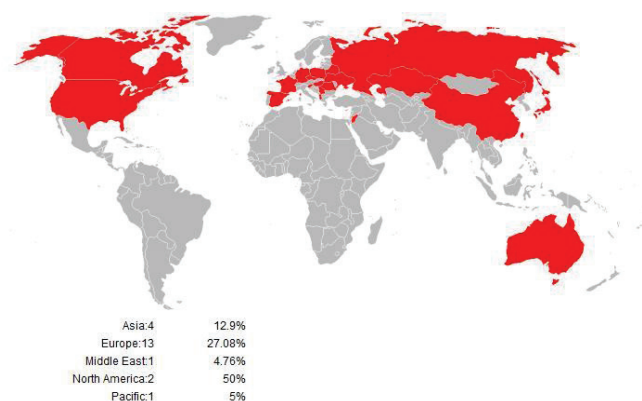 Asia:4 12.9%
Europe:13 27.08%
Middle East:1 4.76%
North America:2 50%
Pacific:1 5%